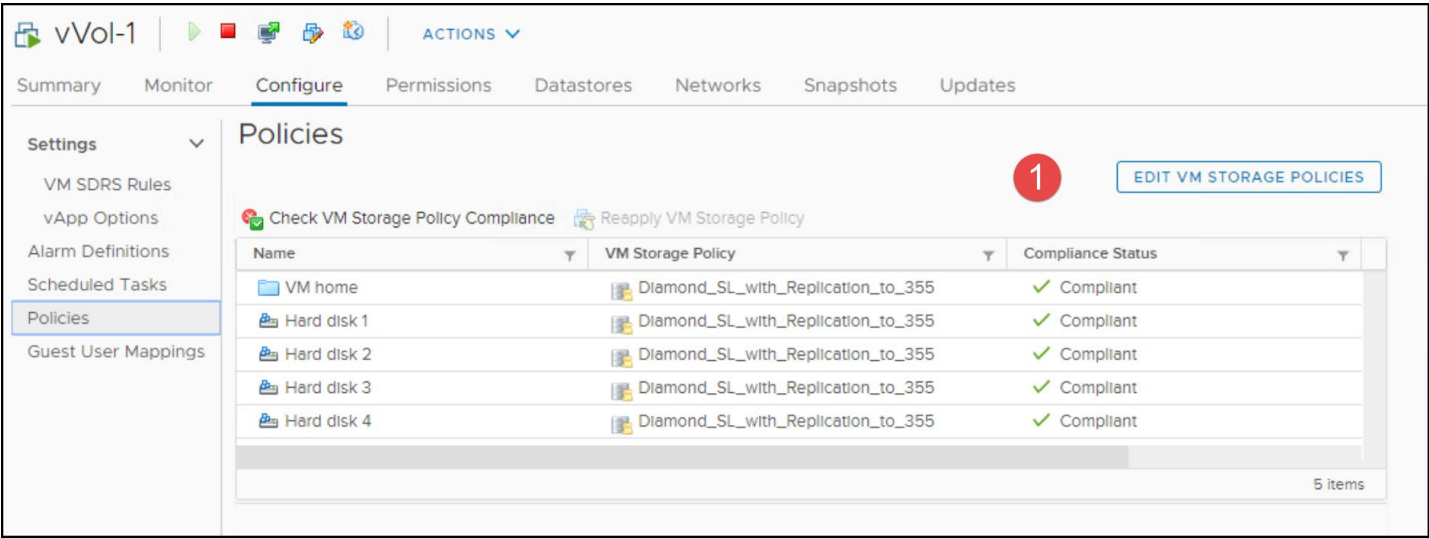 vVol-1 ACTIONS
Summary Monitor Configure Permissions Datastores Networks Snapshots Updates
Settings
VM SDRS Rules
vApp Options
Alarm Definitions
Scheduled Tasks
Policies
Guest User Mappings
Policies
1 EDIT VM STORAGE POLICIES
Check VM Storage Policy Compliance Reapply VM Storage Policy
Name VM Storage Policy Compliance Status
VM home Diamond_SL_with_Replication_to_355 Compliant
Hard disk 1 Diamond_SL_with_Replication_to_355 Compliant
Hard disk 2 Diamond_SL_with_Replication_to_355 Compliant
Hard disk 3 Diamond_SL_with_Replication_to_355 Compliant
Hard disk 4 Diamond_SL_with_Replication_to_355 Compliant
5 items